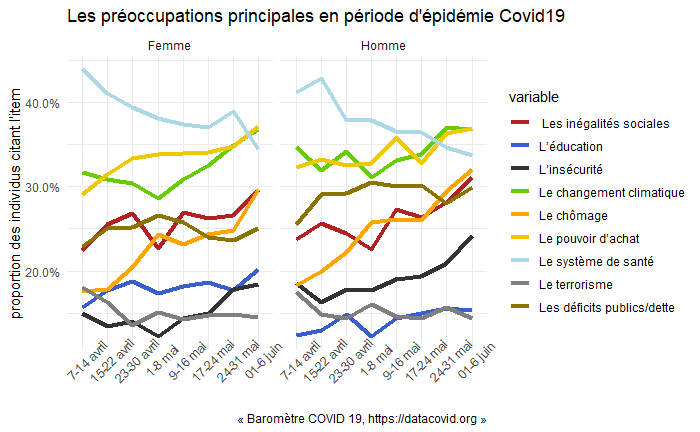 Les préoccupations principales en période d'épidémie Covid19
Femme
Homme
proportion des individus citant l'item
40.0%
30.0%
20.0%
7-14 avril
15-22 avril
23-30 avril
1-8 mai
9-16 mai
17-24 mai
24-31 mai
01-6 juin
7-14 avril
15-22 avril
23-30 avril
1-8 mai
9-16 mai
17-24 mai
24-31 mai
01-6 juin
variable
Les inégalités sociales
L'éducation
L'insécurité
Le changement climatique
Le chômage
Le pouvoir d'achat
Le système de santé
Le terrorisme
Les déficits publics/dette
« Baromètre COVID 19, https://datacovid.org »